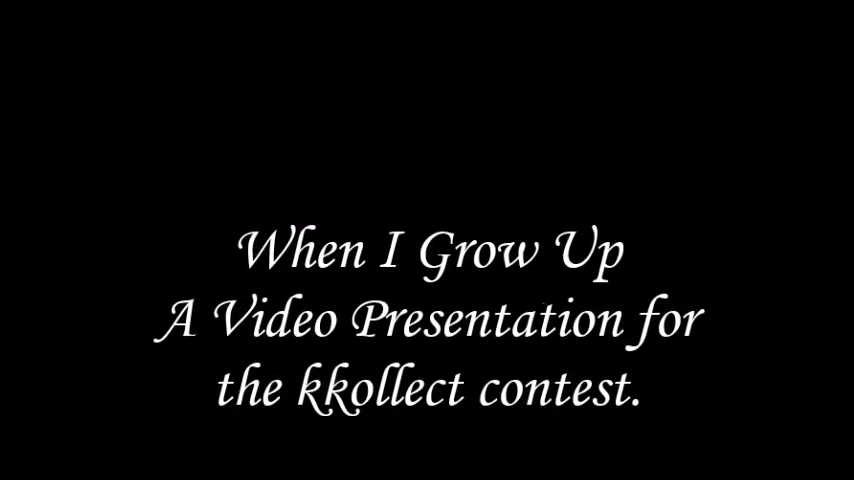 When I Grow Up
A Video Presentation for
the kkollect contest.